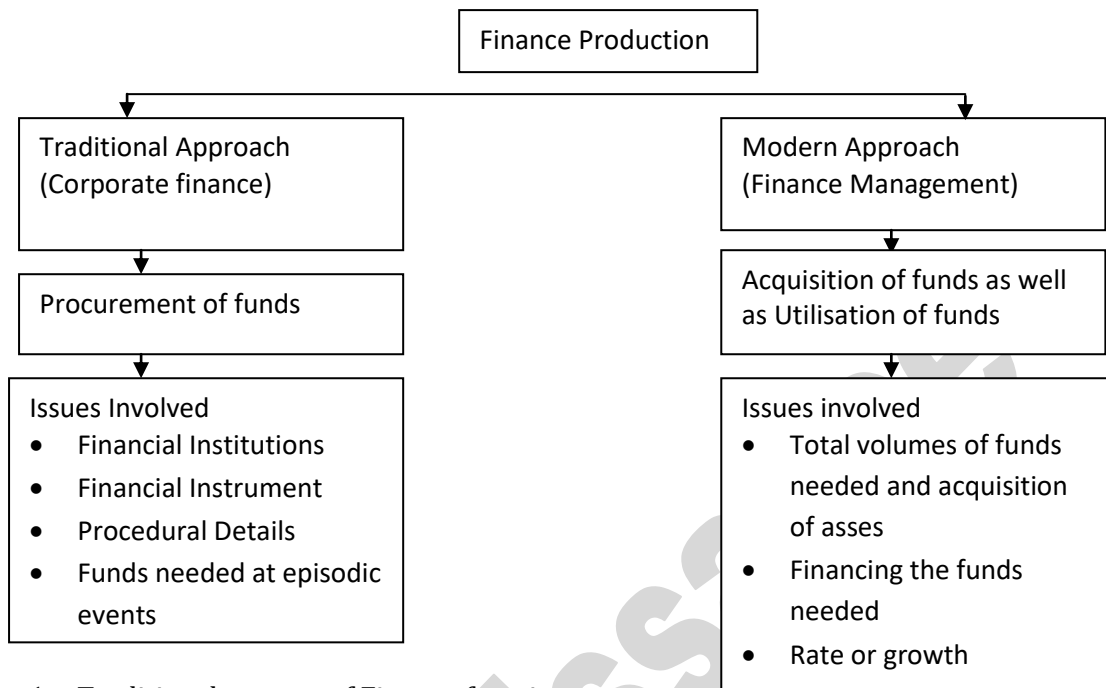 Finance Production
Traditional Approach
(Corporate finance)
Procurement of funds
Issues Involved
• Financial Institutions
• Financial Instrument
• Procedural Details
• Funds needed at episodic
events
Modern Approach
(Finance Management)
Acquisition of funds as well
as Utilisation of funds
Issues involved
• Total volumes of funds
needed and acquisition
of asses
• Financing the funds
needed
• Rate or growth